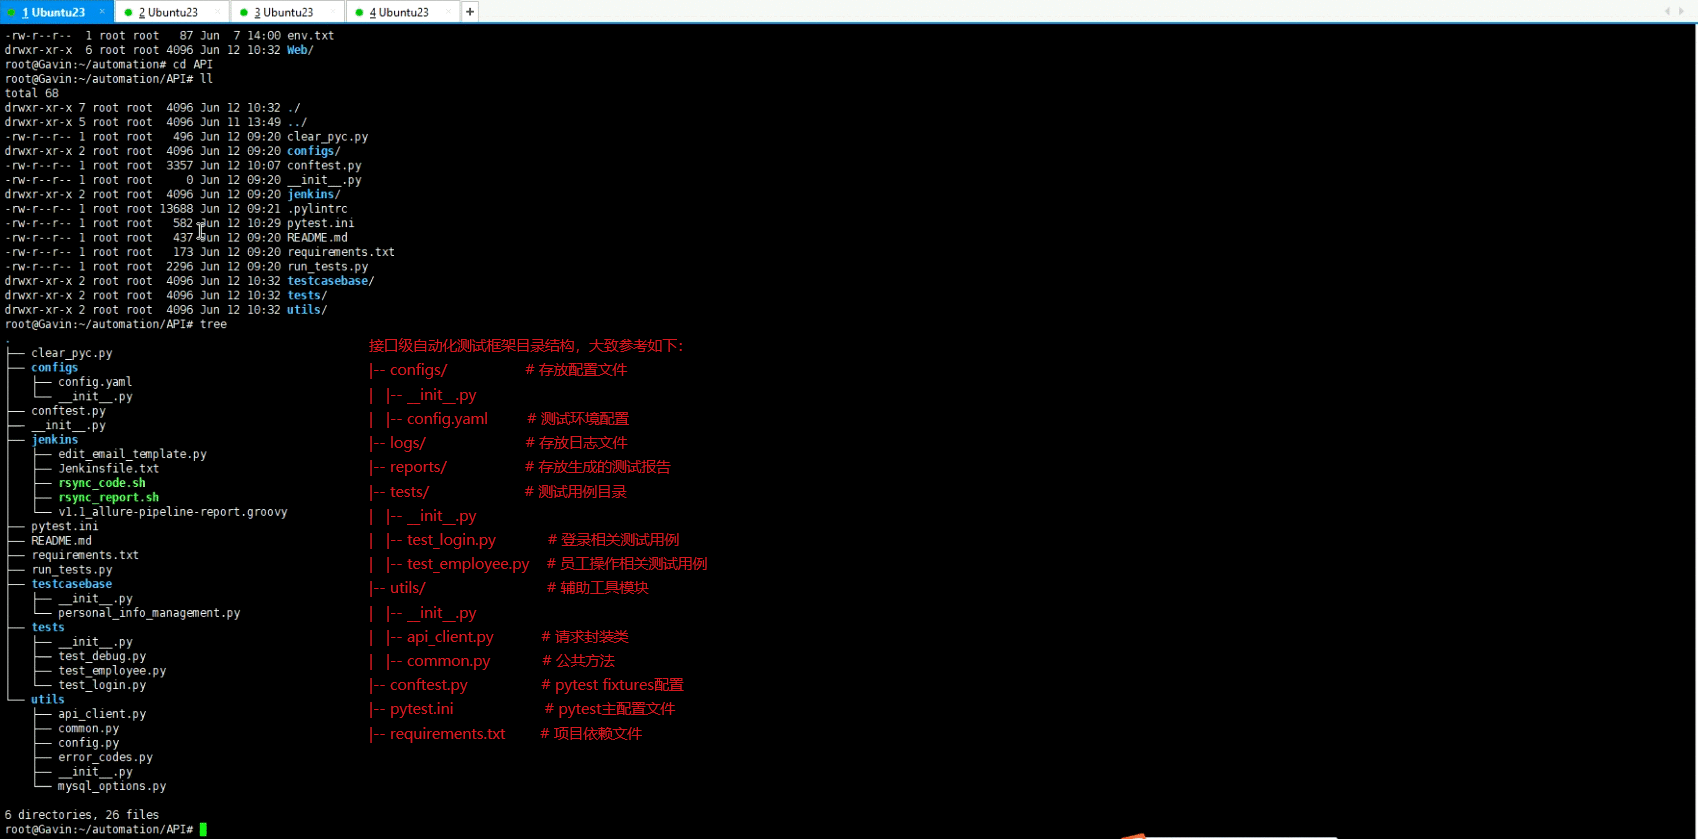 1 Ubuntu23 × 2 Ubuntu23 × 3 Ubuntu23 × 4 Ubuntu23 × +
-rw-r--r-- 1 root root 87 Jun 7 14:00 env.txt
drwxr-xr-x 6 root root 4096 Jun 12 10:32 Web/
root@Gavin:~/automation# cd API
root@Gavin:~/automation/API# ll
total 68
drwxr-xr-x 7 root root 4096 Jun 12 10:32 ./
drwxr-xr-x 5 root root 4096 Jun 11 13:49 ../
-rw-r--r-- 1 root root 496 Jun 12 09:20 clear_pyc.py
drwxr-xr-x 2 root root 4096 Jun 12 09:20 configs/
-rw-r--r-- 1 root root 3357 Jun 12 10:07 conftest.py
-rw-r--r-- 1 root root 0 Jun 12 09:20 __init__.py
drwxr-xr-x 2 root root 4096 Jun 12 09:20 jenkins/
-rw-r--r-- 1 root root 13688 Jun 12 09:21 .pylintrc
-rw-r--r-- 1 root root 582 Jun 12 10:29 pytest.ini
-rw-r--r-- 1 root root 437 Jun 12 09:20 README.md
-rw-r--r-- 1 root root 173 Jun 12 09:20 requirements.txt
-rw-r--r-- 1 root root 2296 Jun 12 09:20 run_tests.py
drwxr-xr-x 2 root root 4096 Jun 12 10:32 testcasebase/
drwxr-xr-x 2 root root 4096 Jun 12 10:32 tests/
drwxr-xr-x 2 root root 4096 Jun 12 10:32 utils/
root@Gavin:~/automation/API# tree
.
├── clear_pyc.py
├── configs
│   ├── config.yaml
│   └── __init__.py
├── conftest.py
├── __init__.py
├── jenkins
│   ├── edit_email_template.py
│   ├── Jenkinsfile.txt
│   ├── rsync_code.sh
│   ├── rsync_report.sh
│   └── v1.1_allure-pipeline-report.groovy
├── pytest.ini
├── README.md
├── requirements.txt
├── run_tests.py
├── testcasebase
│   ├── __init__.py
│   └── personal_info_management.py
├── tests
│   ├── __init__.py
│   ├── test_debug.py
│   ├── test_employee.py
│   └── test_login.py
└── utils
    ├── api_client.py
    ├── common.py
    ├── config.py
    ├── error_codes.py
    ├── __init__.py
    └── mysql_options.py
6 directories, 26 files
root@Gavin:~/automation/API#
接口级自动化测试框架目录结构，大致参考如下：
|-- configs/ # 存放配置文件
| |-- __init__.py
| |-- config.yaml # 测试环境配置
|-- logs/ # 存放日志文件
|-- reports/ # 存放生成的测试报告
|-- tests/ # 测试用例目录
| |-- __init__.py
| |-- test_login.py # 登录相关测试用例
| |-- test_employee.py # 员工操作相关测试用例
|-- utils/ # 辅助工具模块
| |-- __init__.py
| |-- api_client.py # 请求封装类
| |-- common.py # 公共方法
|-- conftest.py # pytest fixtures配置
|-- pytest.ini # pytest主配置文件
|-- requirements.txt # 项目依赖文件